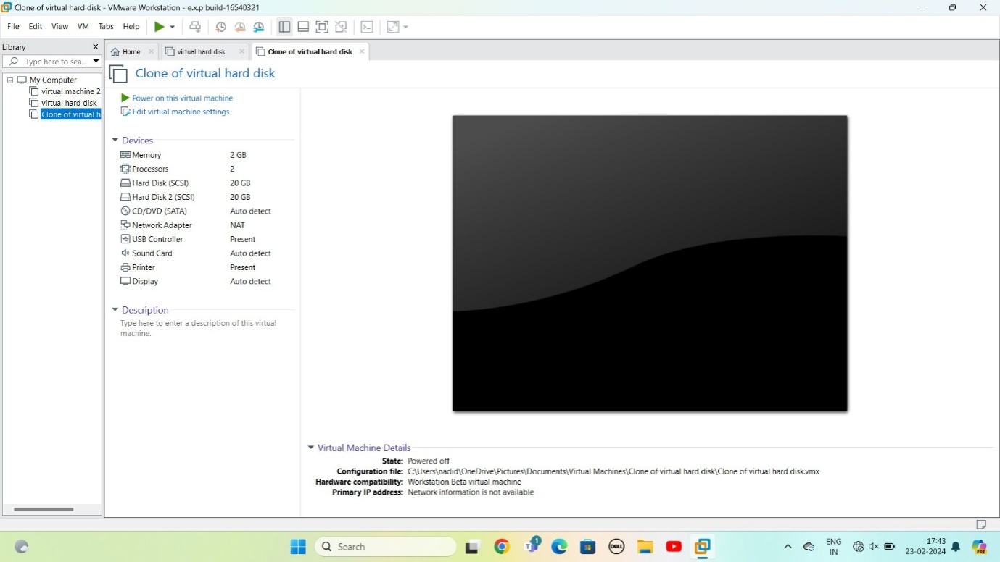 Clone of virtual hard disk - VMware Workstation - e.x.p build-16540321
File Edit View VM Tabs Help
Library
Type here to sea...
Home
virtual hard disk
Clone of virtual hard disk
My Computer
virtual machine 2
virtual hard disk
Clone of virtual h
Clone of virtual hard disk
Power on this virtual machine
Edit virtual machine settings
Devices
Memory 2 GB
Processors 2
Hard Disk (SCSI) 20 GB
Hard Disk 2 (SCSI) 20 GB
CD/DVD (SATA) Auto detect
Network Adapter NAT
USB Controller Present
Sound Card Auto detect
Printer Present
Display Auto detect
Description
Type here to enter a description of this virtual
machine.
Virtual Machine Details
State: Powered off
Configuration file: C:\Users\nadid\OneDrive\Pictures\Documents\Virtual Machines\Clone of virtual hard disk\Clone of virtual hard disk.vmx
Hardware compatibility: Workstation Beta virtual machine
Primary IP address: Network information is not available
Search
1
DELL
ENG
IN
17:43
23-02-2024
PRE